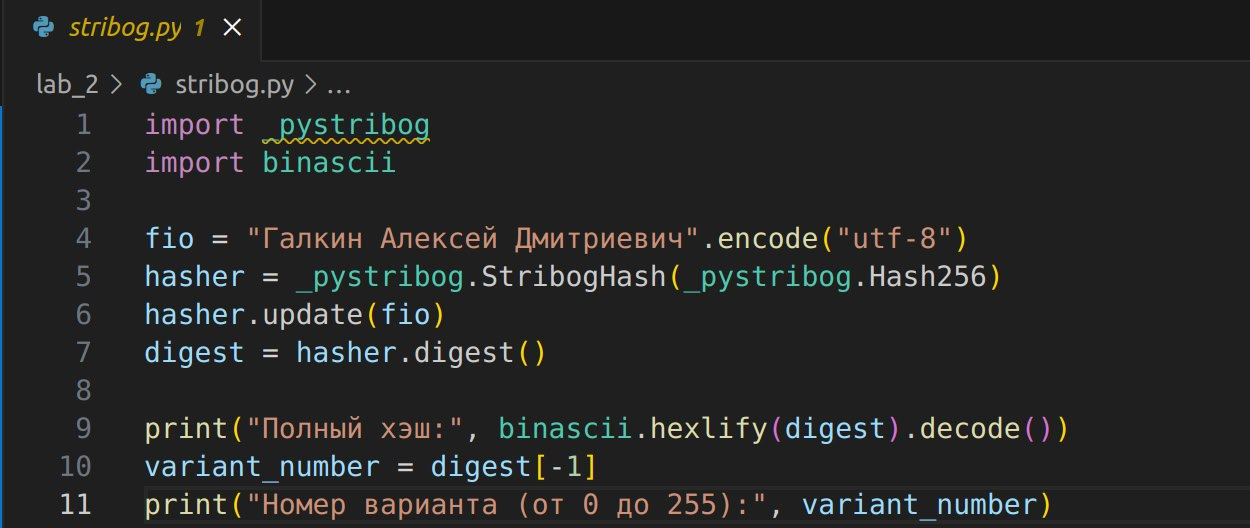 stribog.py 1
lab_2 > stribog.py > ...
1 import _pystribog
2 import binascii
3
4 fio = "Галкин Алексей Дмитриевич".encode("utf-8")
5 hasher = _pystribog.StribogHash(_pystribog.Hash256)
6 hasher.update(fio)
7 digest = hasher.digest()
8
9 print("Полный хэш:", binascii.hexlify(digest).decode())
10 variant_number = digest[-1]
11 print("Номер варианта (от 0 до 255):", variant_number)